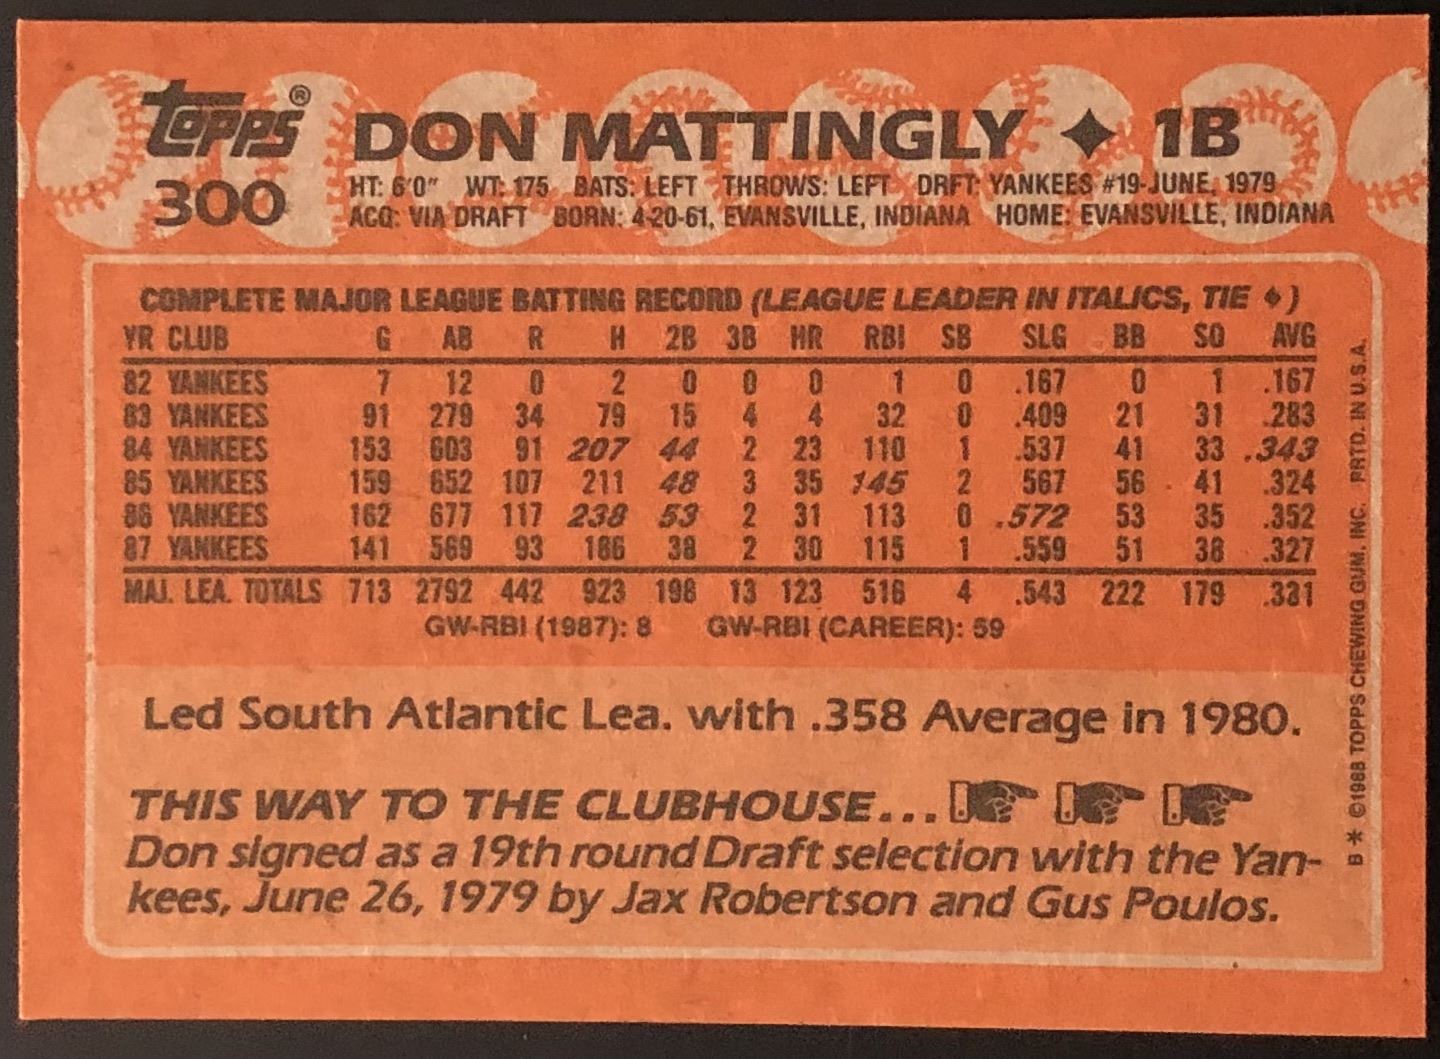 Topps®
300
DON MATTINGLY ◆ 1B
HT: 6'0" WT: 175 BATS: LEFT THROWS: LEFT DRFT: YANKEES #19-JUNE, 1979
ACQ: VIA DRAFT BORN: 4-20-61, EVANSVILLE, INDIANA HOME: EVANSVILLE, INDIANA
COMPLETE MAJOR LEAGUE BATTING RECORD (LEAGUE LEADER IN ITALICS, TIE ◆)
YR CLUB G AB R H 2B 3B HR RBI SB SLG BB SO AVG
82 YANKEES 7 12 0 2 0 0 0 1 0 .167 0 1 .167
83 YANKEES 91 279 34 79 15 4 4 32 0 .409 21 31 .283
84 YANKEES 153 603 91 207 44 2 23 110 1 .537 41 33 .343
85 YANKEES 159 652 107 211 48 3 35 145 2 .567 56 41 .324
86 YANKEES 162 677 117 238 53 2 31 113 0 .572 53 35 .352
87 YANKEES 141 569 93 186 38 2 30 115 1 .559 51 38 .327
MAJ. LEA. TOTALS 713 2792 442 923 198 13 123 516 4 .543 222 179 .331
GW-RBI (1987): 8 GW-RBI (CAREER): 59
Led South Atlantic Lea. with .358 Average in 1980.
THIS WAY TO THE CLUBHOUSE...
Don signed as a 19th round Draft selection with the Yan-
kees, June 26, 1979 by Jax Robertson and Gus Poulos.
B * ©1988 TOPPS CHEWING GUM, INC. PRTD. IN U.S.A.